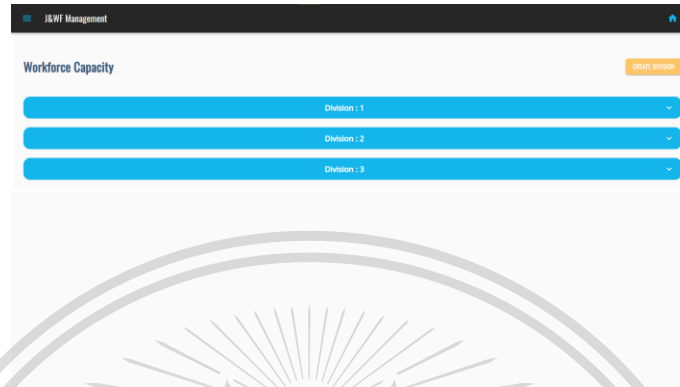 J&WF Management
Workforce Capacity
CREATE DIVISION
Division : 1
Division : 2
Division : 3